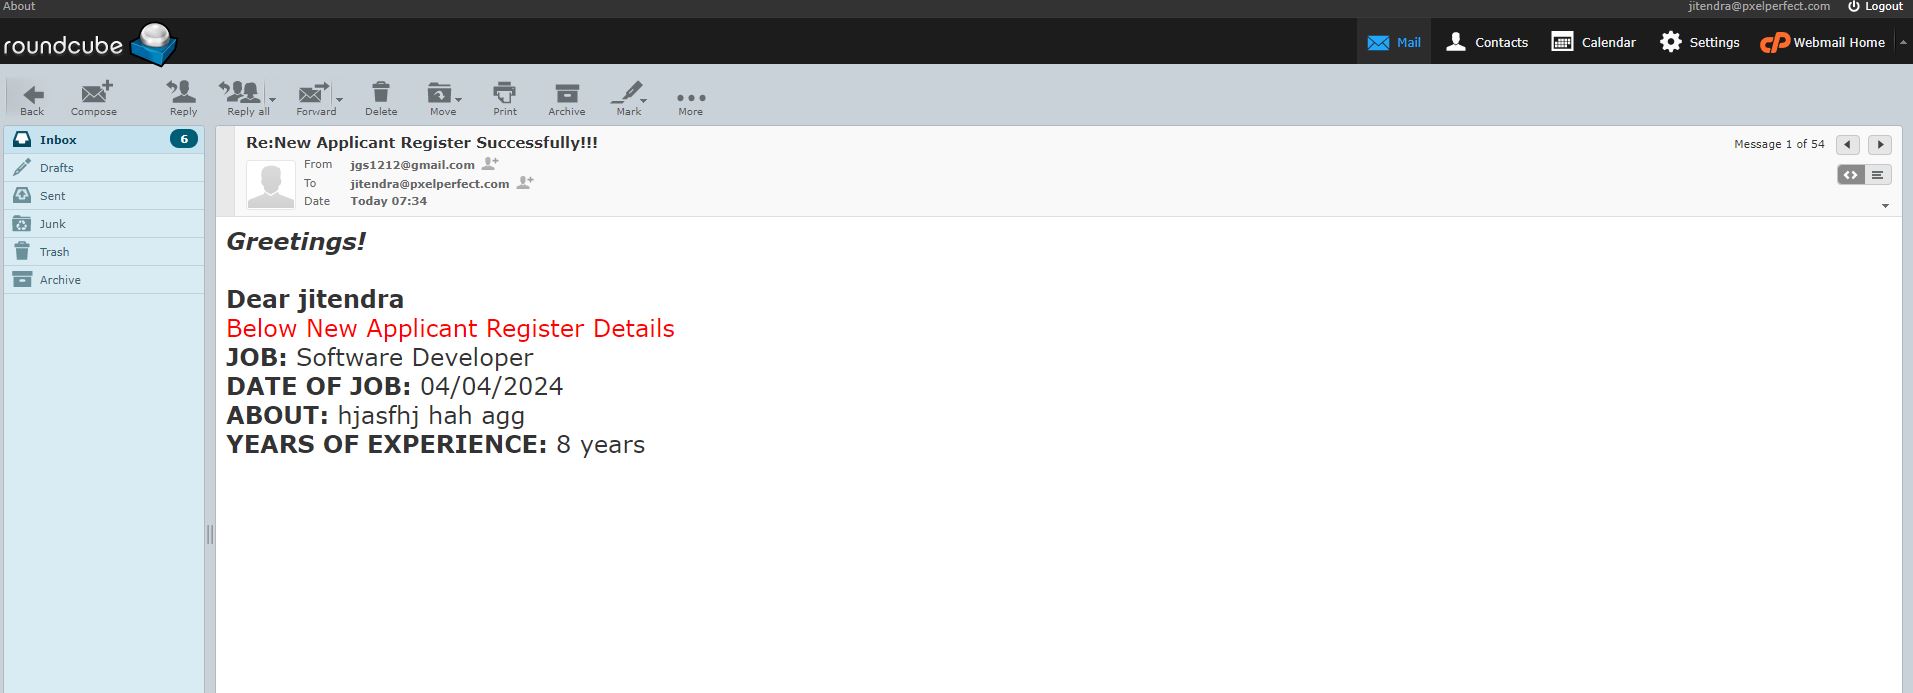 About
jitendra@pxelperfect.com Logout
roundcube
Mail Contacts Calendar Settings cP Webmail Home
Back Compose Reply Reply all Forward Delete Move Print Archive Mark More
Inbox 6
Drafts
Sent
Junk
Trash
Archive
Re:New Applicant Register Successfully!!!
Message 1 of 54
From jgs1212@gmail.com
To jitendra@pxelperfect.com
Date Today 07:34
Greetings!
Dear jitendra
Below New Applicant Register Details
JOB: Software Developer
DATE OF JOB: 04/04/2024
ABOUT: hjasfhj hah agg
YEARS OF EXPERIENCE: 8 years